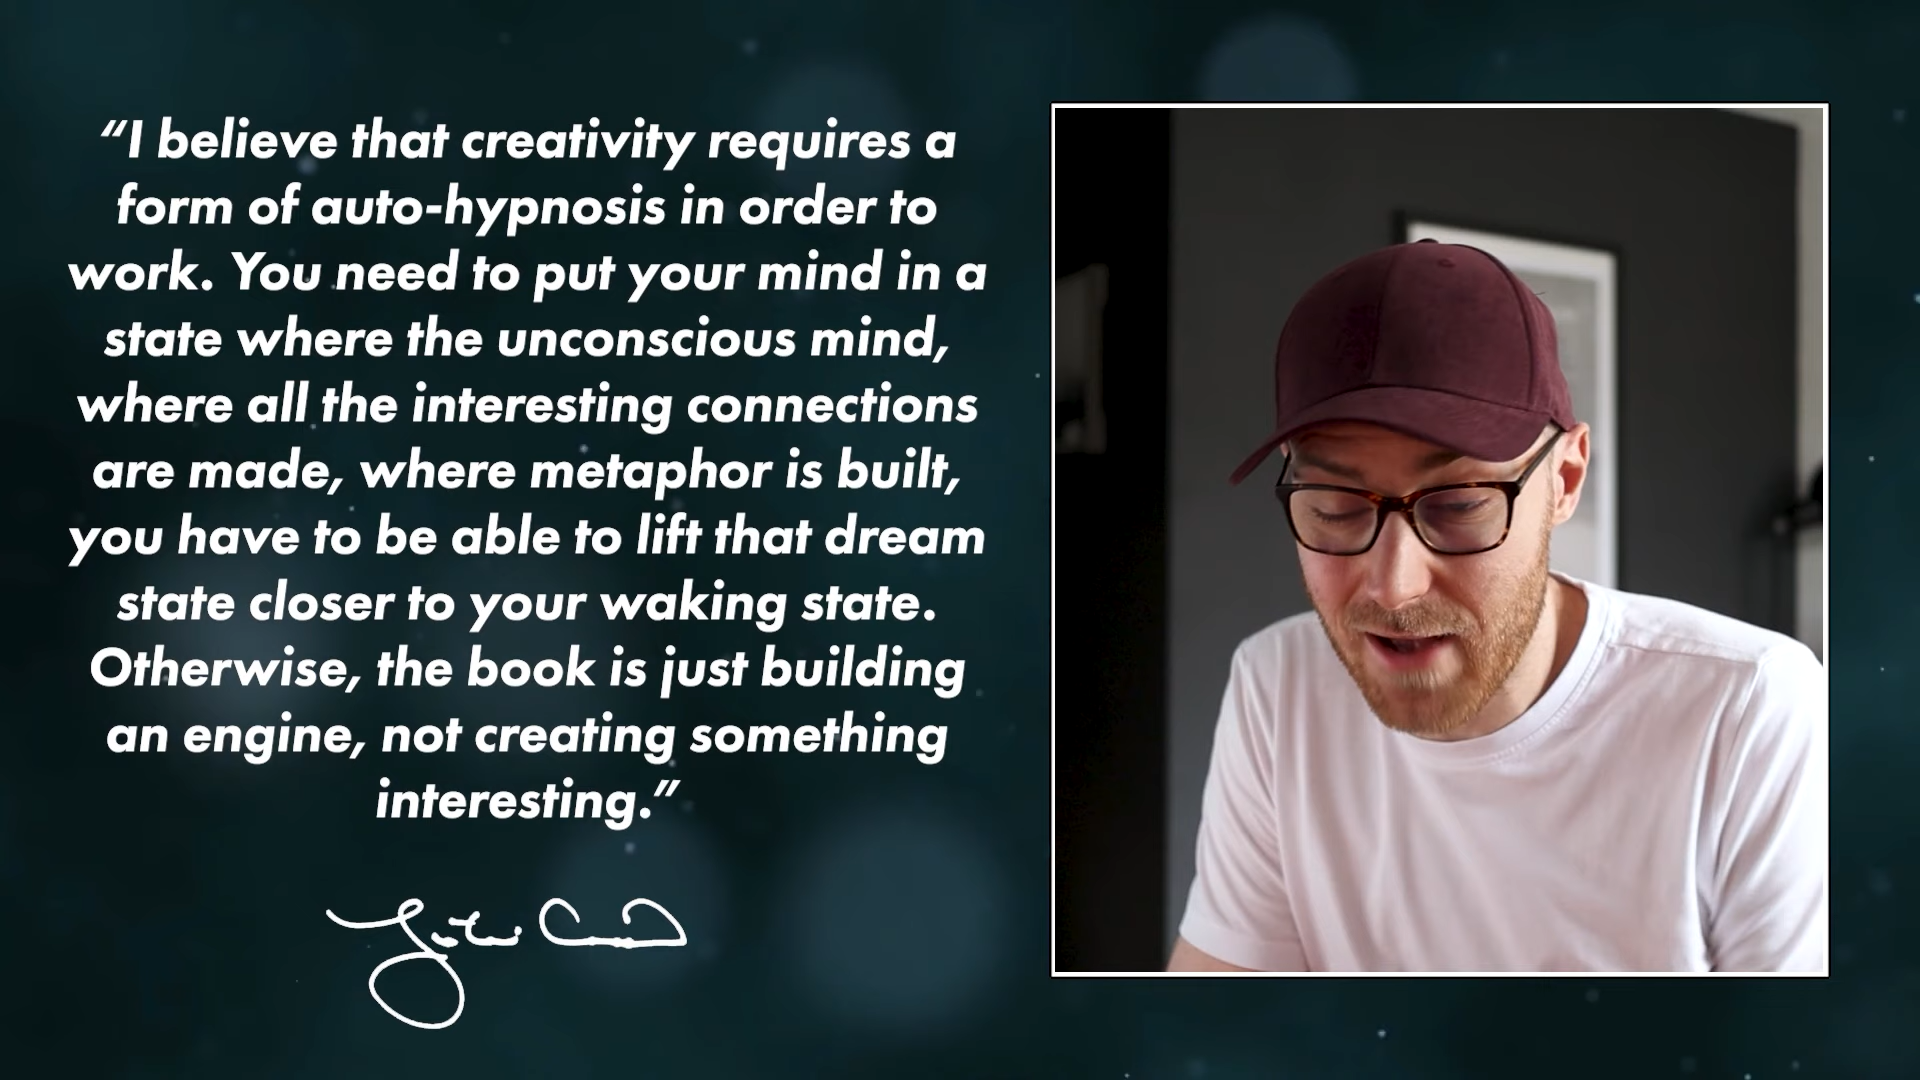 “I believe that creativity requires a
form of auto-hypnosis in order to
work. You need to put your mind in a
state where the unconscious mind,
where all the interesting connections
are made, where metaphor is built,
you have to be able to lift that dream
state closer to your waking state.
Otherwise, the book is just building
an engine, not creating something
interesting.”